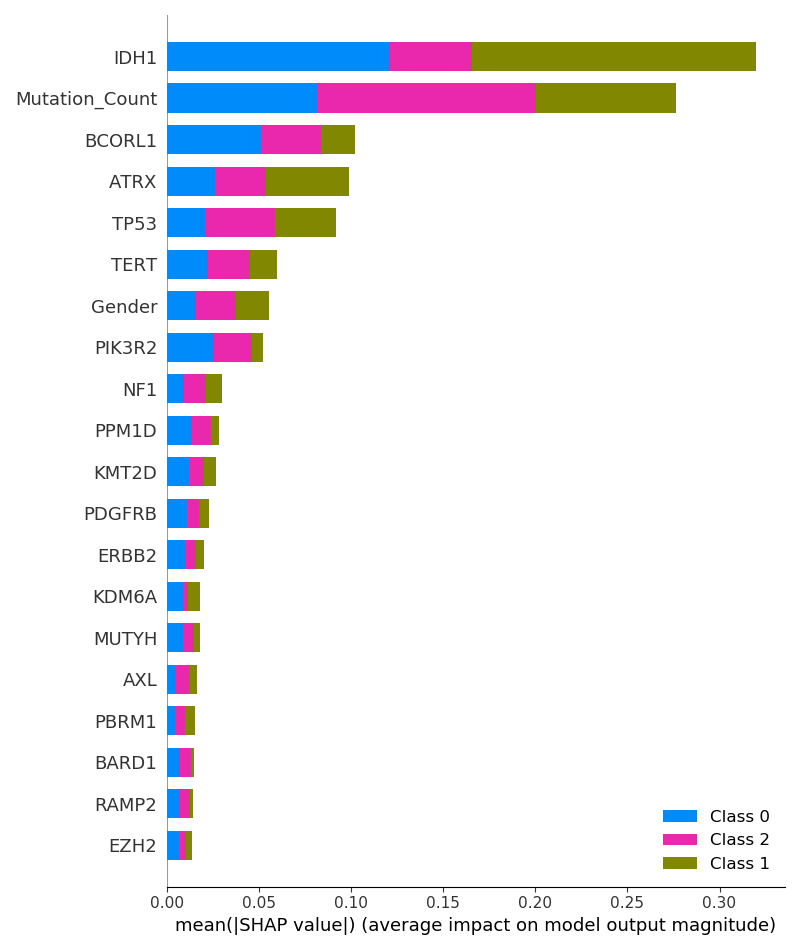 IDH1
Mutation_Count
BCORL1
ATRX
TP53
TERT
Gender
PIK3R2
NF1
PPM1D
KMT2D
PDGFRB
ERBB2
KDM6A
MUTYH
AXL
PBRM1
BARD1
RAMP2
EZH2
Class 0
Class 2
Class 1
0.00 0.05 0.10 0.15 0.20 0.25 0.30
mean(|SHAP value|) (average impact on model output magnitude)